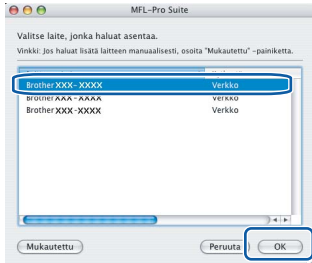 MFL-Pro Suite
Valitse laite, jonka haluat asentaa.
Vinkki: Jos haluat lisätä laitteen manuaalisesti, osoita "Mukautettu" -painiketta.
Brother XXX- XXXX Verkko
Brother XXX-XXXX Verkko
Brother XXX-XXXX Verkko
Mukautettu Peruuta OK